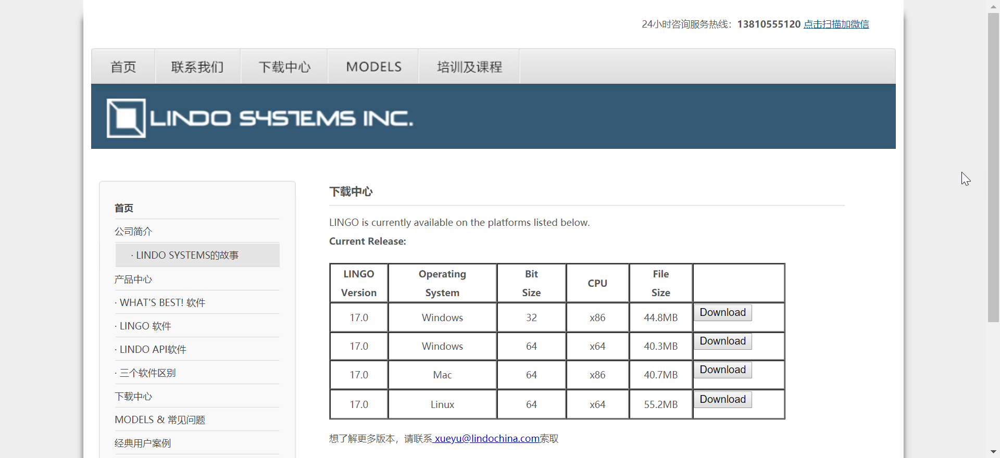 24小时咨询服务热线：13810555120 点击扫描加微信
首页 联系我们 下载中心 MODELS 培训及课程
LINDO SYSTEMS INC.
首页
公司简介
· LINDO SYSTEMS的故事
产品中心
· WHAT'S BEST! 软件
· LINGO 软件
· LINDO API软件
· 三个软件区别
下载中心
MODELS & 常见问题
经典用户案例
下载中心
LINGO is currently available on the platforms listed below.
Current Release:
LINGO Version Operating System Bit Size CPU File Size
17.0 Windows 32 x86 44.8MB Download
17.0 Windows 64 x64 40.3MB Download
17.0 Mac 64 x86 40.7MB Download
17.0 Linux 64 x64 55.2MB Download
想了解更多版本，请联系 xueyu@lindochina.com索取